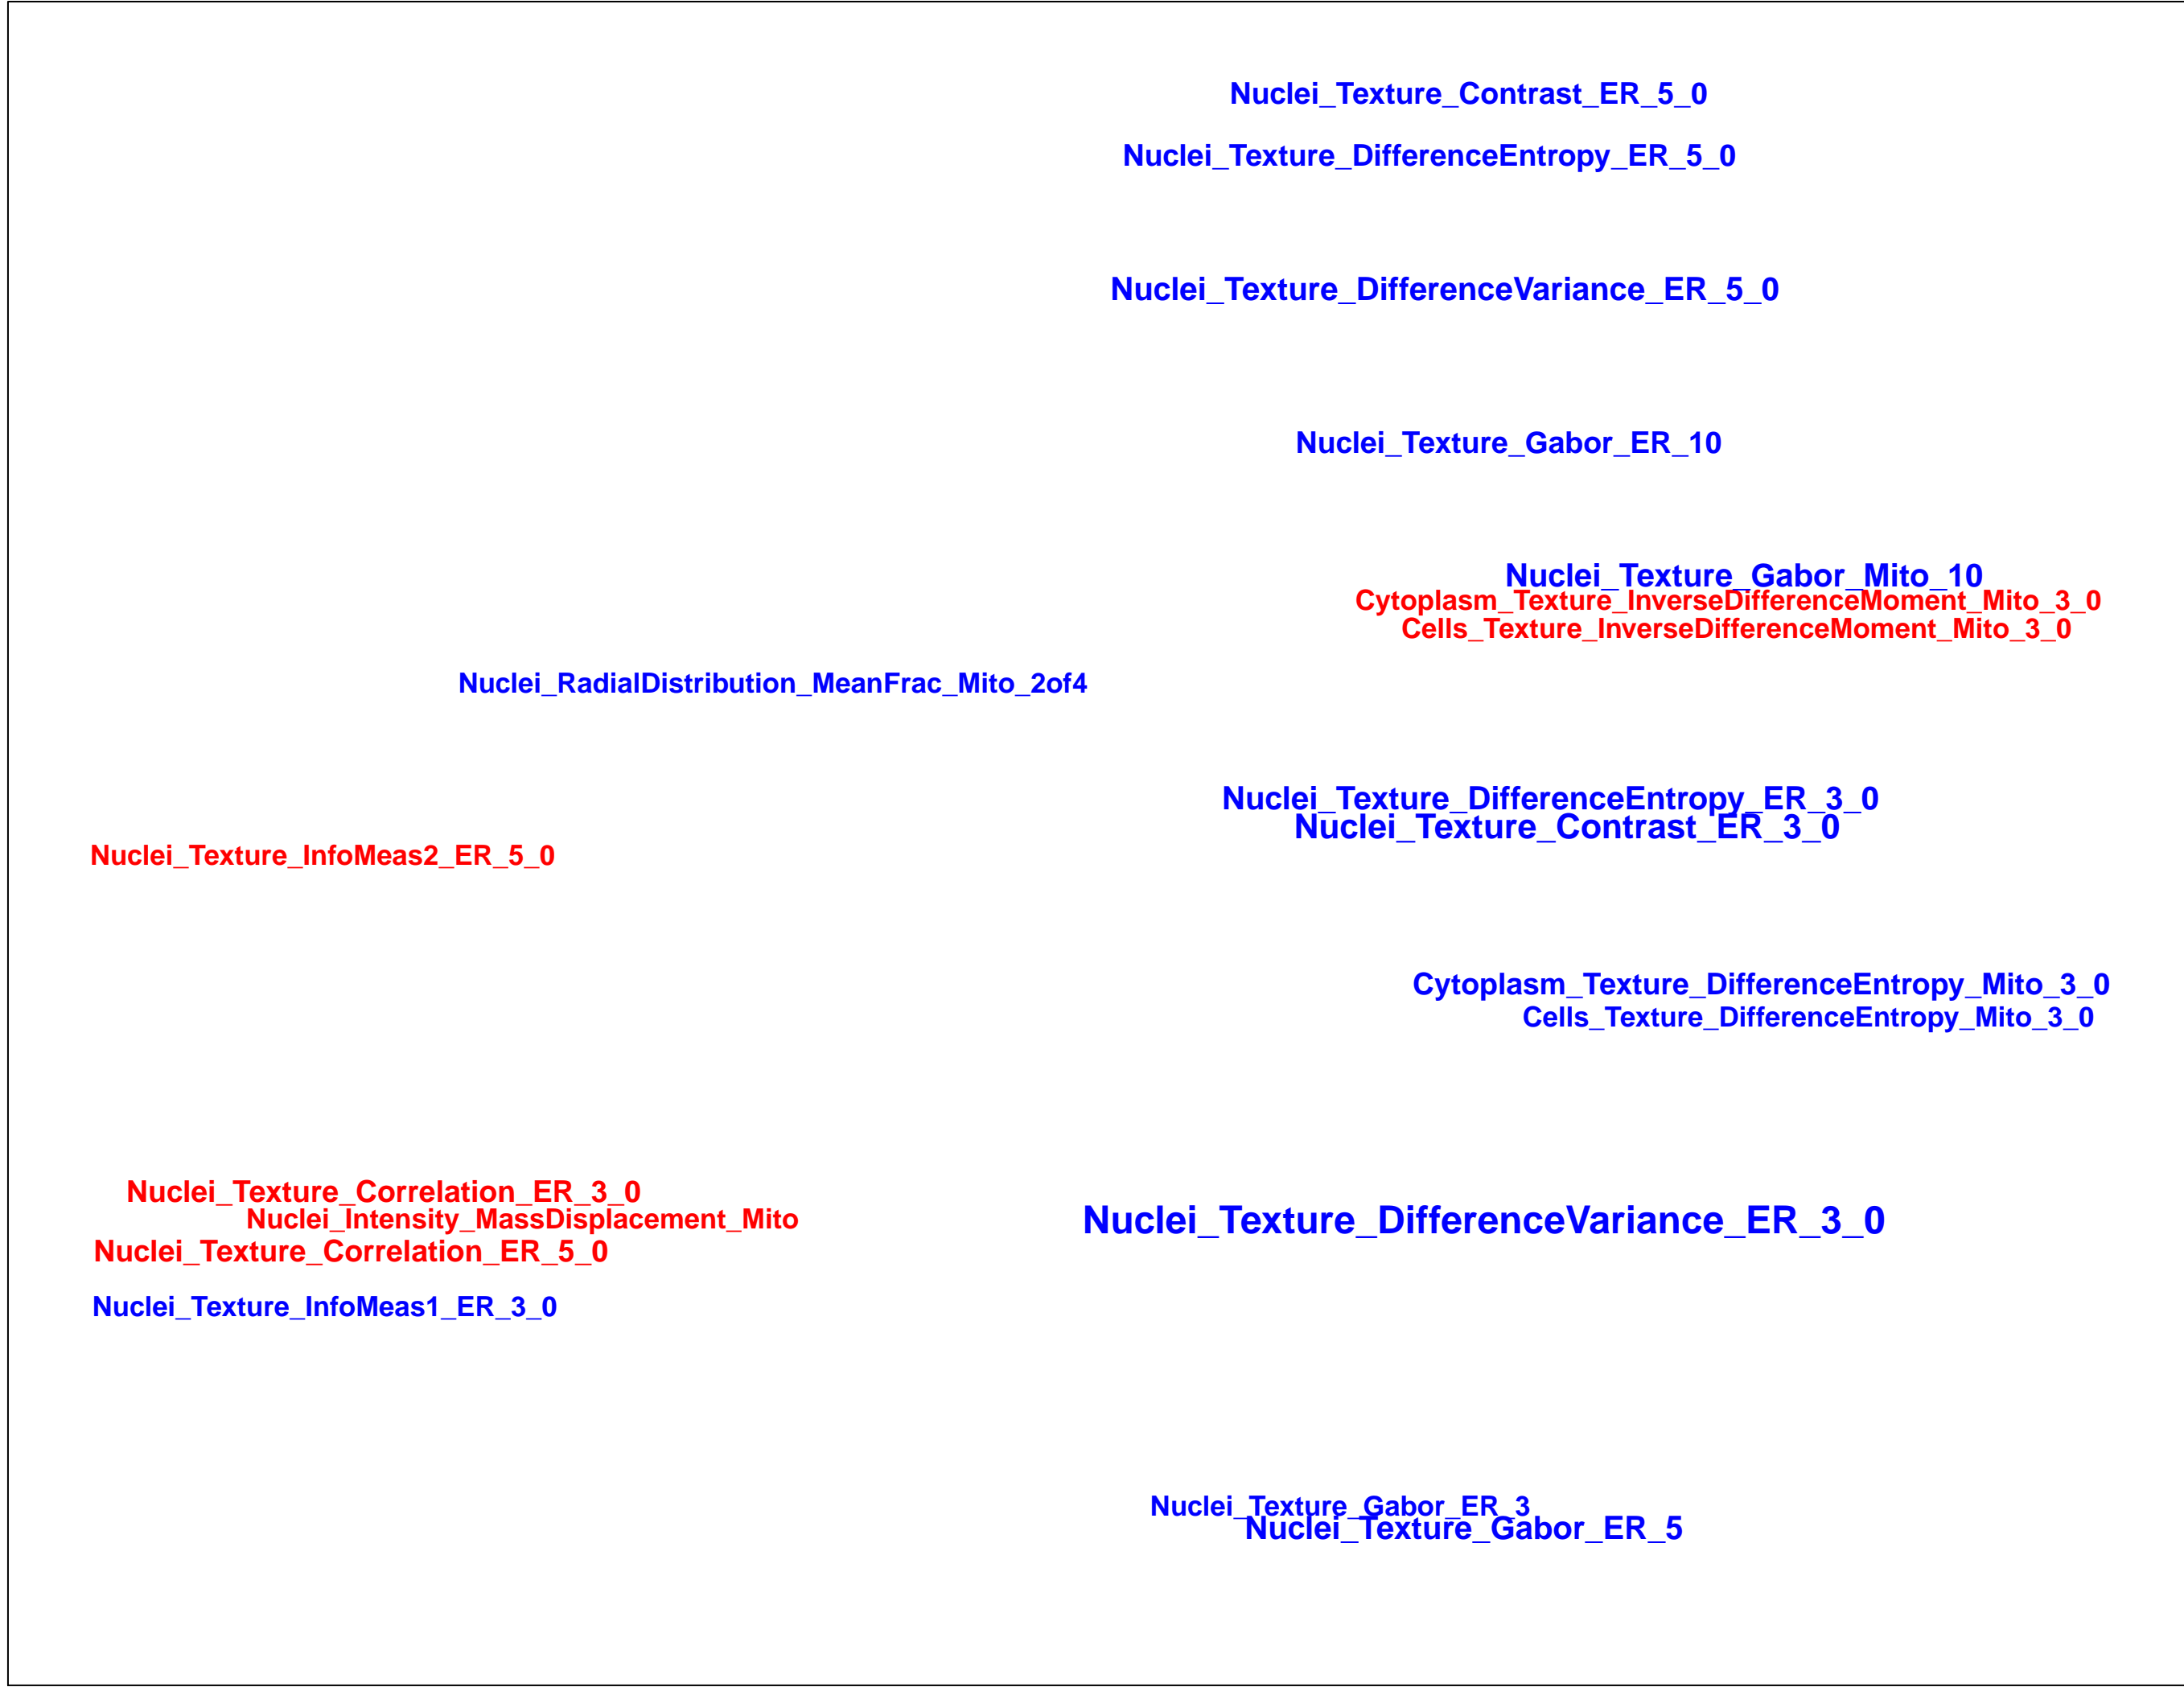 Nuclei_Texture_Contrast_ER_5_0
Nuclei_Texture_DifferenceEntropy_ER_5_0
Nuclei_Texture_DifferenceVariance_ER_5_0
Nuclei_Texture_Gabor_ER_10
Nuclei_Texture_Gabor_Mito_10
Cytoplasm_Texture_InverseDifferenceMoment_Mito_3_0
Cells_Texture_InverseDifferenceMoment_Mito_3_0
Nuclei_RadialDistribution_MeanFrac_Mito_2of4
Nuclei_Texture_DifferenceEntropy_ER_3_0
Nuclei_Texture_Contrast_ER_3_0
Nuclei_Texture_InfoMeas2_ER_5_0
Cytoplasm_Texture_DifferenceEntropy_Mito_3_0
Cells_Texture_DifferenceEntropy_Mito_3_0
Nuclei_Texture_Correlation_ER_3_0
Nuclei_Intensity_MassDisplacement_Mito
Nuclei_Texture_DifferenceVariance_ER_3_0
Nuclei_Texture_Correlation_ER_5_0
Nuclei_Texture_InfoMeas1_ER_3_0
Nuclei_Texture_Gabor_ER_3
Nuclei_Texture_Gabor_ER_5